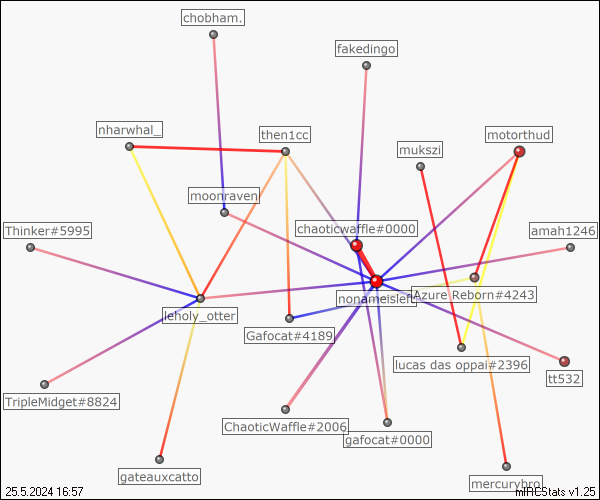 chobham.
fakedingo
nharwhal_
then1cc
mukszi
motorthud
moonraven
Thinker#5995
chaoticwaffle#0000
amah1246
nonameisleft
Azure Reborn#4243
leholy_otter
Gafocat#4189
lucas das oppai#2396
tt532
TripleMidget#8824
ChaoticWaffle#2006
gafocat#0000
gateauxcatto
mercurybro
25.5.2024 16:57
mIRCStats v1.25